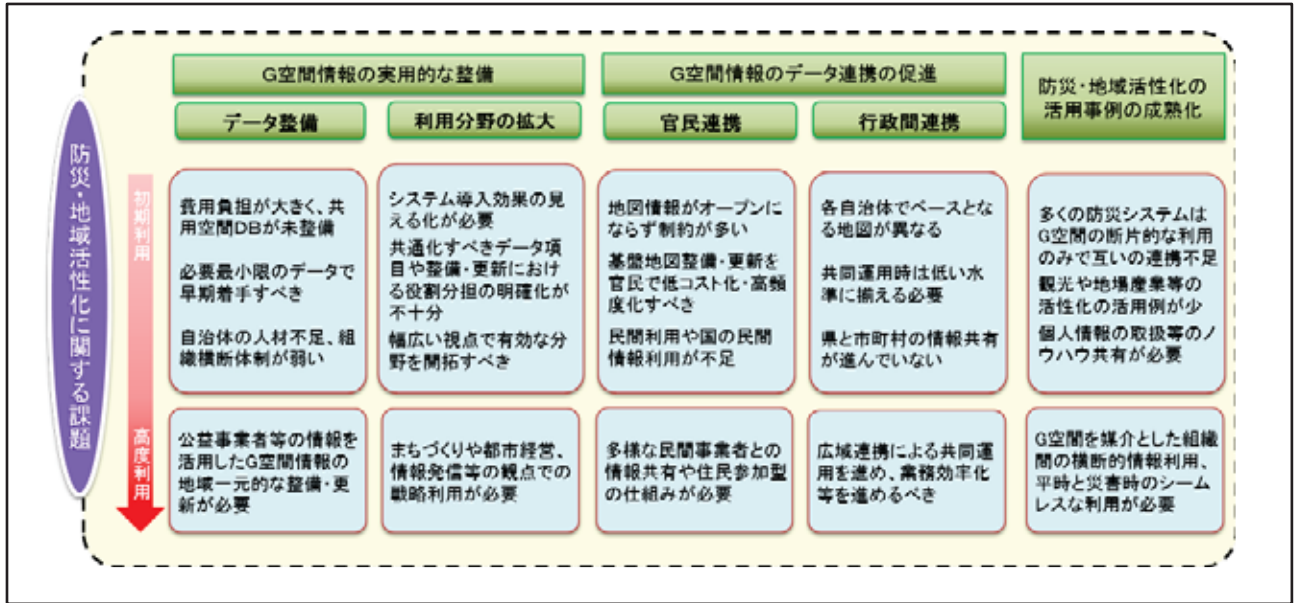 防災・地域活性化に関する課題
G空間情報の実用的な整備
G空間情報のデータ連携の促進
防災・地域活性化の
活用事例の成熟化
データ整備
利用分野の拡大
官民連携
行政間連携
初期利用
費用負担が大きく、共
用空間DBが未整備
必要最小限のデータで
早期着手すべき
自治体の人材不足、組
織横断体制が弱い
システム導入効果の見
える化が必要
共通化すべきデータ項
目や整備・更新におけ
る役割分担の明確化が
不十分
幅広い視点で有効な分
野を開拓すべき
地図情報がオープンに
ならず制約が多い
基盤地図整備・更新を
官民で低コスト化・高頻
度化すべき
民間利用や国の民間
情報利用が不足
各自治体でベースとな
る地図が異なる
共同運用時は低い水
準に揃える必要
県と市町村の情報共有
が進んでいない
多くの防災システムは
G空間の断片的な利用
のみで互いの連携不足
観光や地場産業等の
活性化の活用例が少
個人情報の取扱等のノ
ウハウ共有が必要
高度利用
公益事業者等の情報を
活用したG空間情報の
地域一元的な整備・更
新が必要
まちづくりや都市経営、
情報発信等の観点での
戦略利用が必要
多様な民間事業者との
情報共有や住民参加型
の仕組みが必要
広域連携による共同運
用を進め、業務効率化
等を進めるべき
G空間を媒介とした組織
間の横断的情報利用、
平時と災害時のシーム
レスな利用が必要